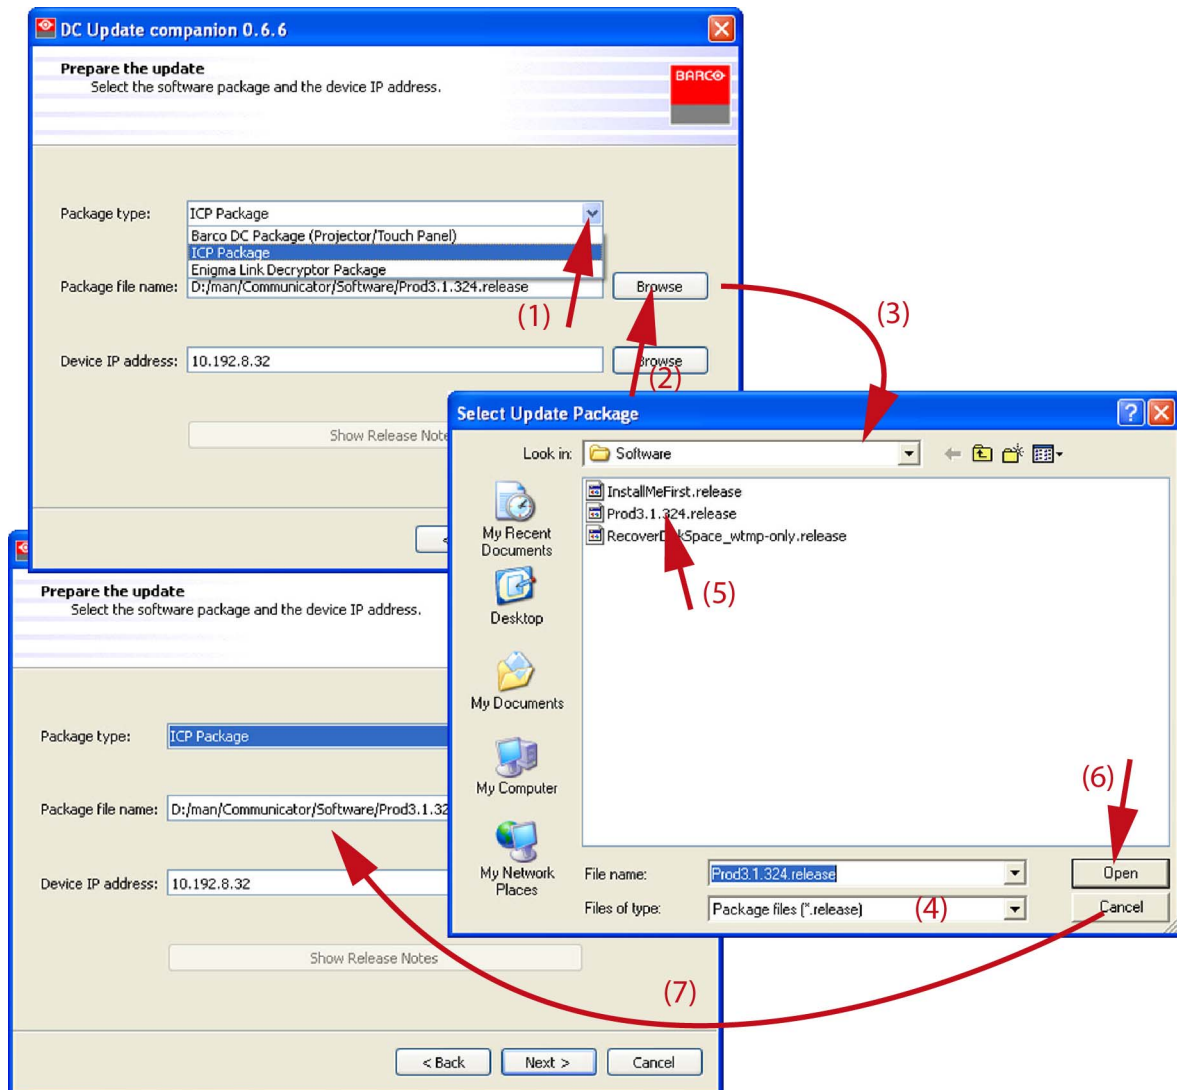 DC Update companion 0.6.6
Prepare the update
Select the software package and the device IP address.
BARCO
Package type:
ICP Package
Barco DC Package (Projector/Touch Panel)
ICP Package
Enigma Link Decryptor Package
Package file name:
D:/man/Communicator/Software/Prod3.1.324.release
Browse
(1)
(2)
(3)
Device IP address:
10.192.8.32
Browse
Show Release
<
Select Update Package
Look in:
Software
InstallMeFirst.release
Prod3.1.324.release
RecoverDiskSpace_wtmp-only.release
(5)
My Recent
Documents
Desktop
My Documents
My Computer
My Network
Places
(6)
File name:
Prod3.1.324.release
Open
Files of type:
Package files (*.release)
(4)
Cancel
Prepare the update
Select the software package and the device IP address.
Package type:
ICP Package
Package file name:
D:/man/Communicator/Software/Prod3.1.32
Device IP address:
10.192.8.32
Show Release Notes
(7)
< Back
Next >
Cancel